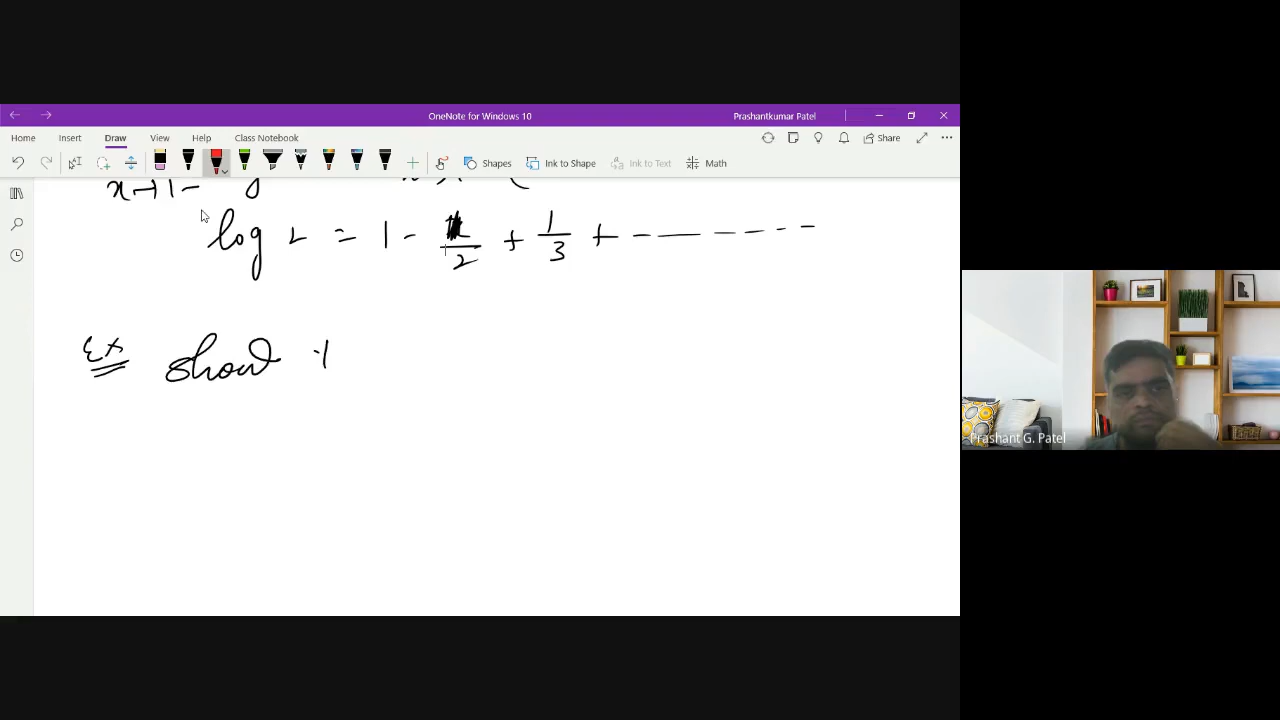 OneNote for Windows 10
Prashantkumar Patel
Home Insert Draw View Help Class Notebook
Share
Shapes Ink to Shape Ink to Text Math
x→1-
log 2 = 1 - 1/2 + 1/3 + -------
Ex show
Prashant G. Patel